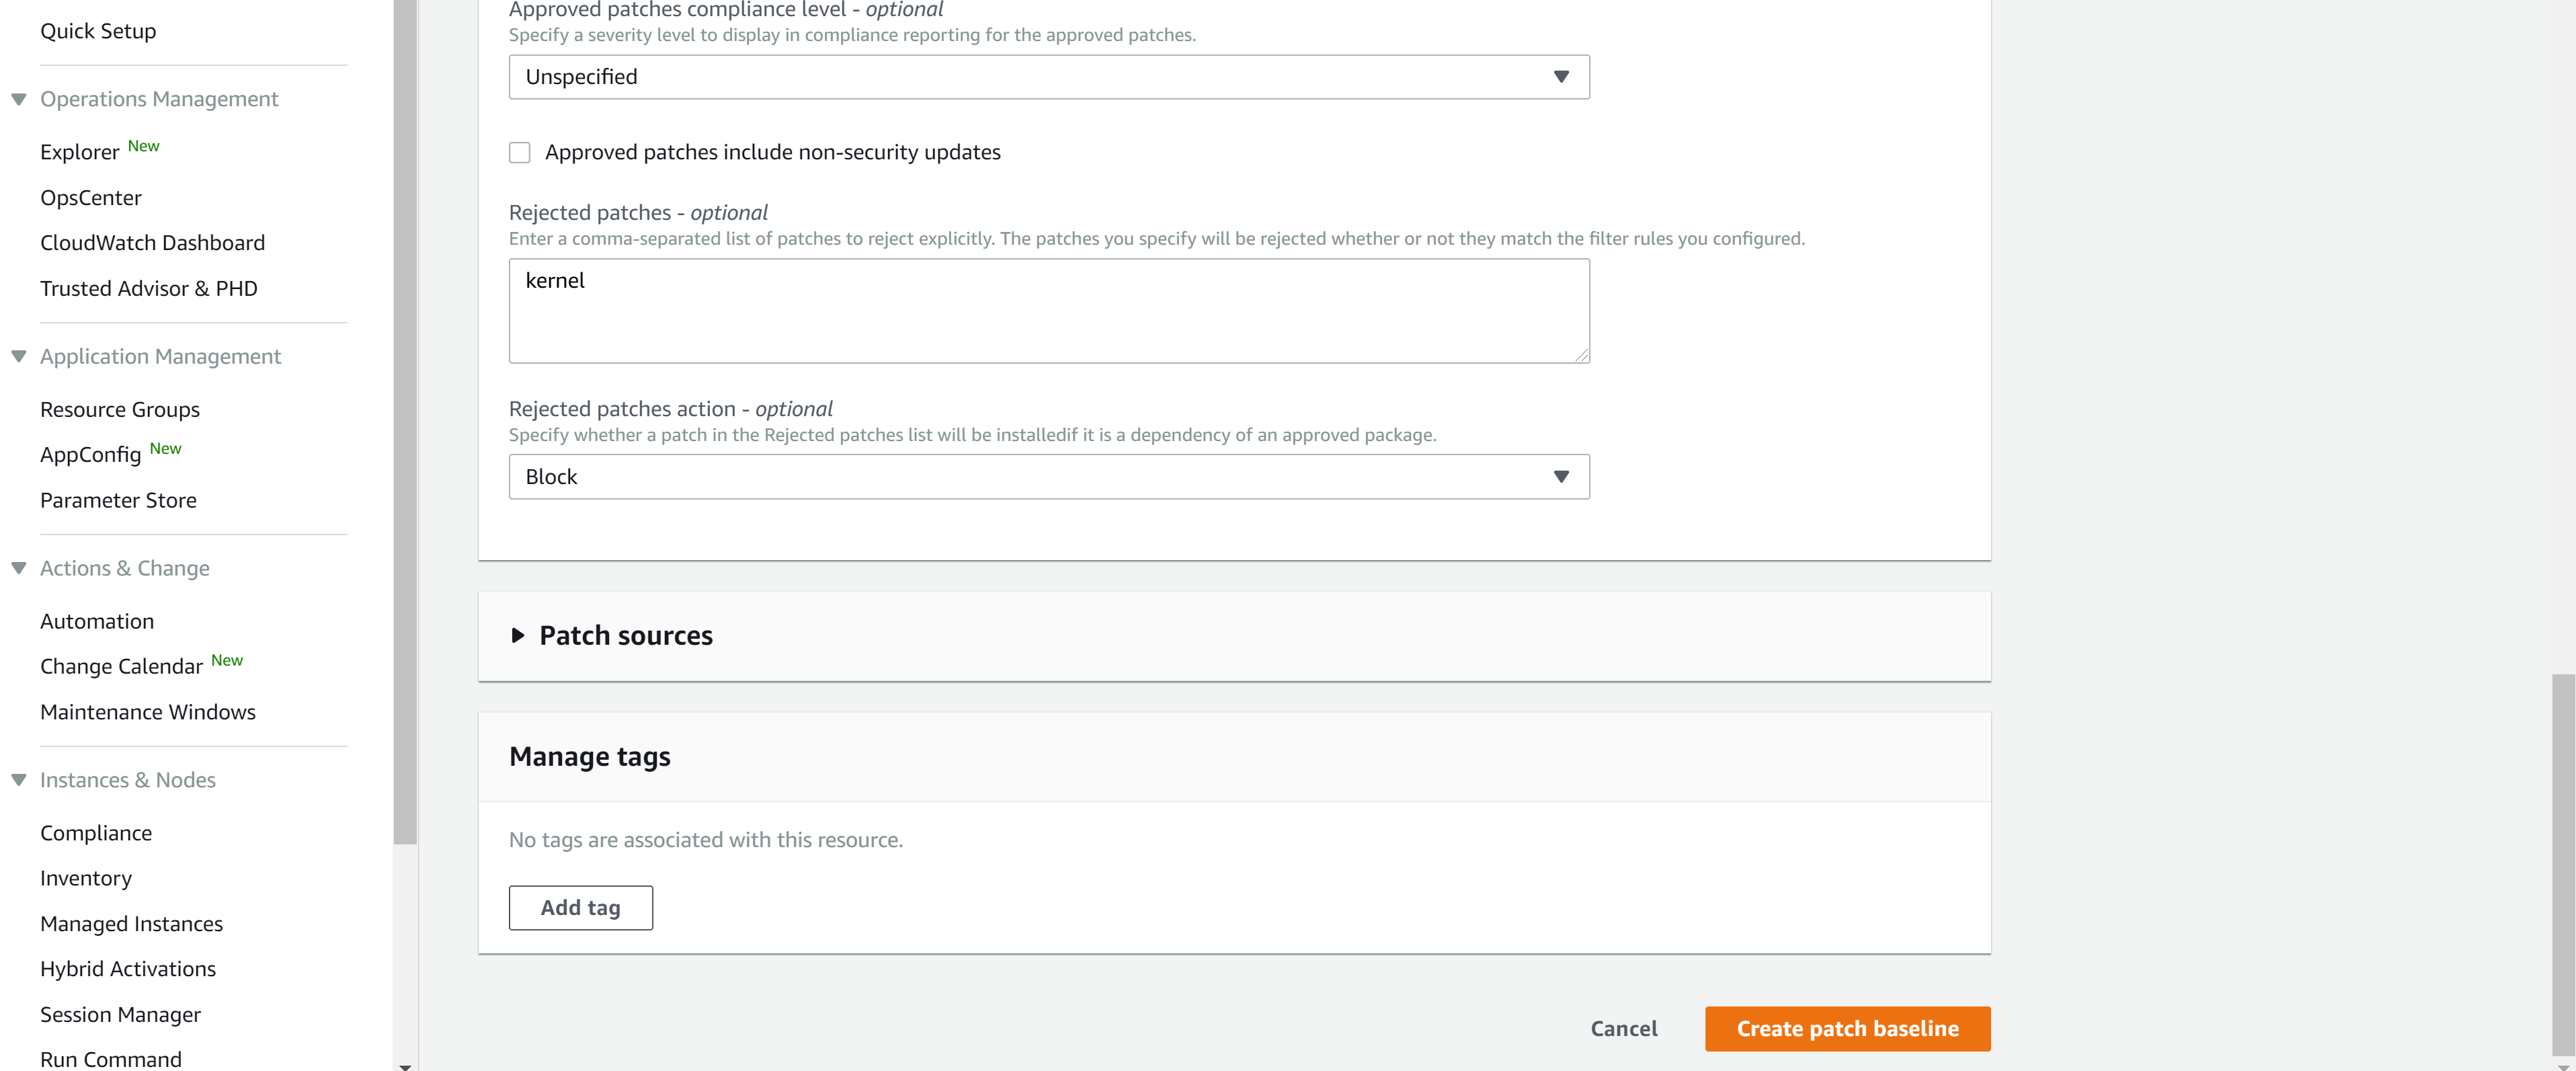 Quick Setup
Operations Management
Explorer New
OpsCenter
CloudWatch Dashboard
Trusted Advisor & PHD
Application Management
Resource Groups
AppConfig New
Parameter Store
Actions & Change
Automation
Change Calendar New
Maintenance Windows
Instances & Nodes
Compliance
Inventory
Managed Instances
Hybrid Activations
Session Manager
Run Command
Approved patches compliance level - optional
Specify a severity level to display in compliance reporting for the approved patches.
Unspecified
Approved patches include non-security updates
Rejected patches - optional
Enter a comma-separated list of patches to reject explicitly. The patches you specify will be rejected whether or not they match the filter rules you configured.
kernel
Rejected patches action - optional
Specify whether a patch in the Rejected patches list will be installedif it is a dependency of an approved package.
Block
Patch sources
Manage tags
No tags are associated with this resource.
Add tag
Cancel
Create patch baseline